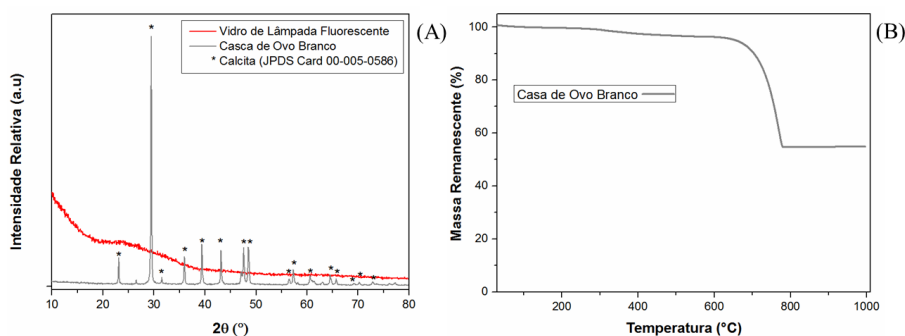 Vidro de Lâmpada Fluorescente
Casca de Ovo Branco
* Calcita (JPDS Card 00-005-0586)
(A)
Intensidade Relativa (a.u)
10 20 30 40 50 60 70 80
2θ (°)
(B)
Casa de Ovo Branco
Massa Remanescente (%)
100
80
60
40
20
0
0 200 400 600 800 1000
Temperatura (°C)